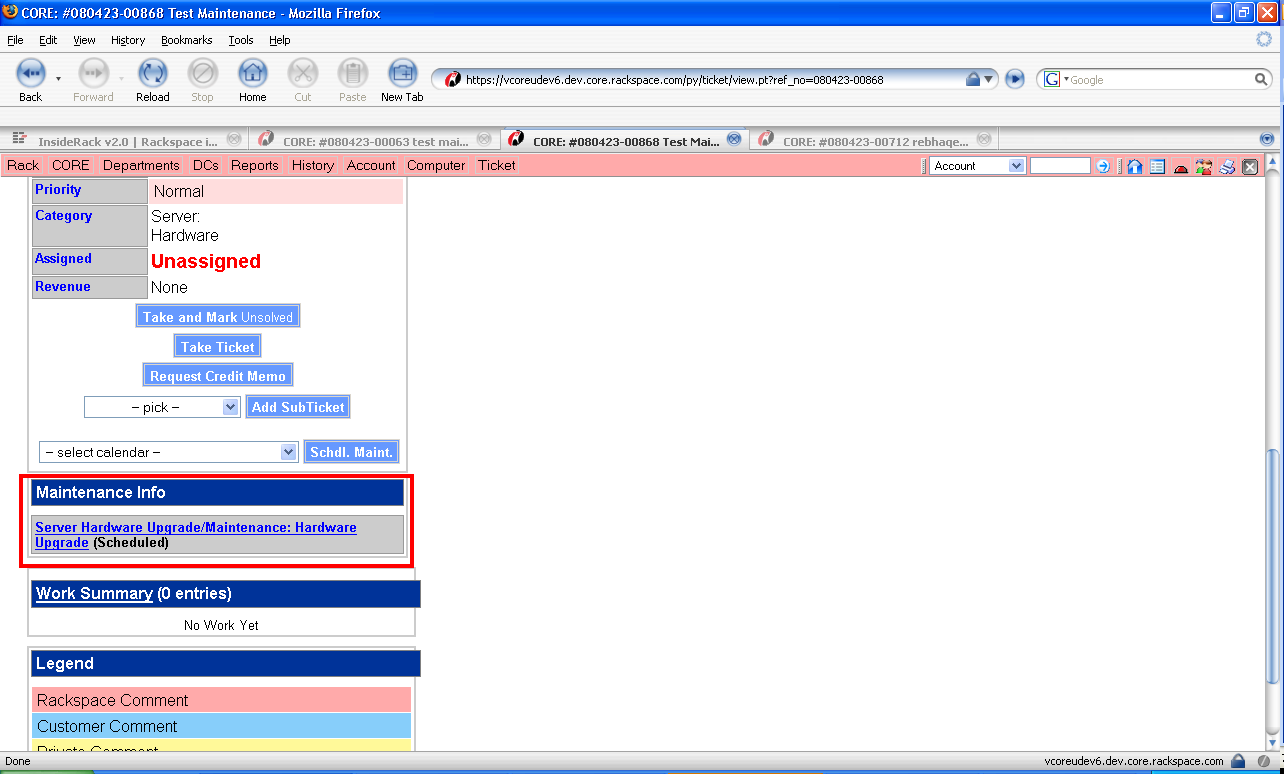 CORE: #080423-00868 Test Maintenance - Mozilla Firefox
File Edit View History Bookmarks Tools Help
Back Forward Reload Stop Home Cut Paste New Tab
https://vcoreudev6.dev.core.rackspace.com/py/ticket/view.pt?ref_no=080423-00868
G Google
InsideRack v2.0 | Rackspace i...
CORE: #080423-00063 test mai...
CORE: #080423-00868 Test Mai...
CORE: #080423-00712 rebhaqe...
Rack CORE Departments DCs Reports History Account Computer Ticket
Account
Priority Normal
Category Server:
Hardware
Assigned Unassigned
Revenue None
Take and Mark Unsolved
Take Ticket
Request Credit Memo
– pick – Add SubTicket
– select calendar – Schdl. Maint.
Maintenance Info
Server Hardware Upgrade/Maintenance: Hardware
Upgrade (Scheduled)
Work Summary (0 entries)
No Work Yet
Legend
Rackspace Comment
Customer Comment
Private Comment
Done
vcoreudev6.dev.core.rackspace.com